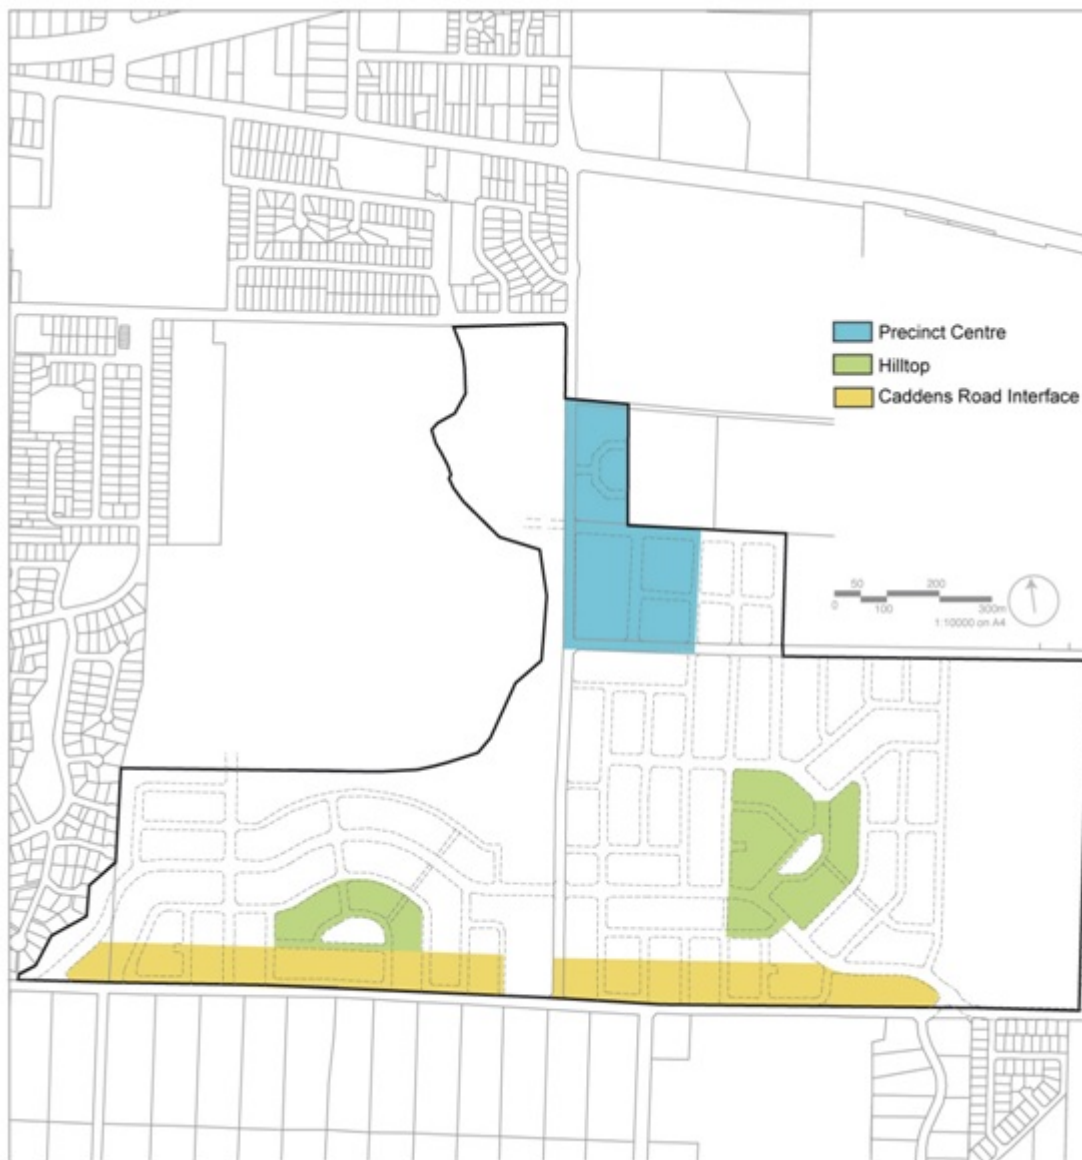 Precinct Centre
Hilltop
Caddens Road Interface
50 200
0 100 300m
1:10000 on A4